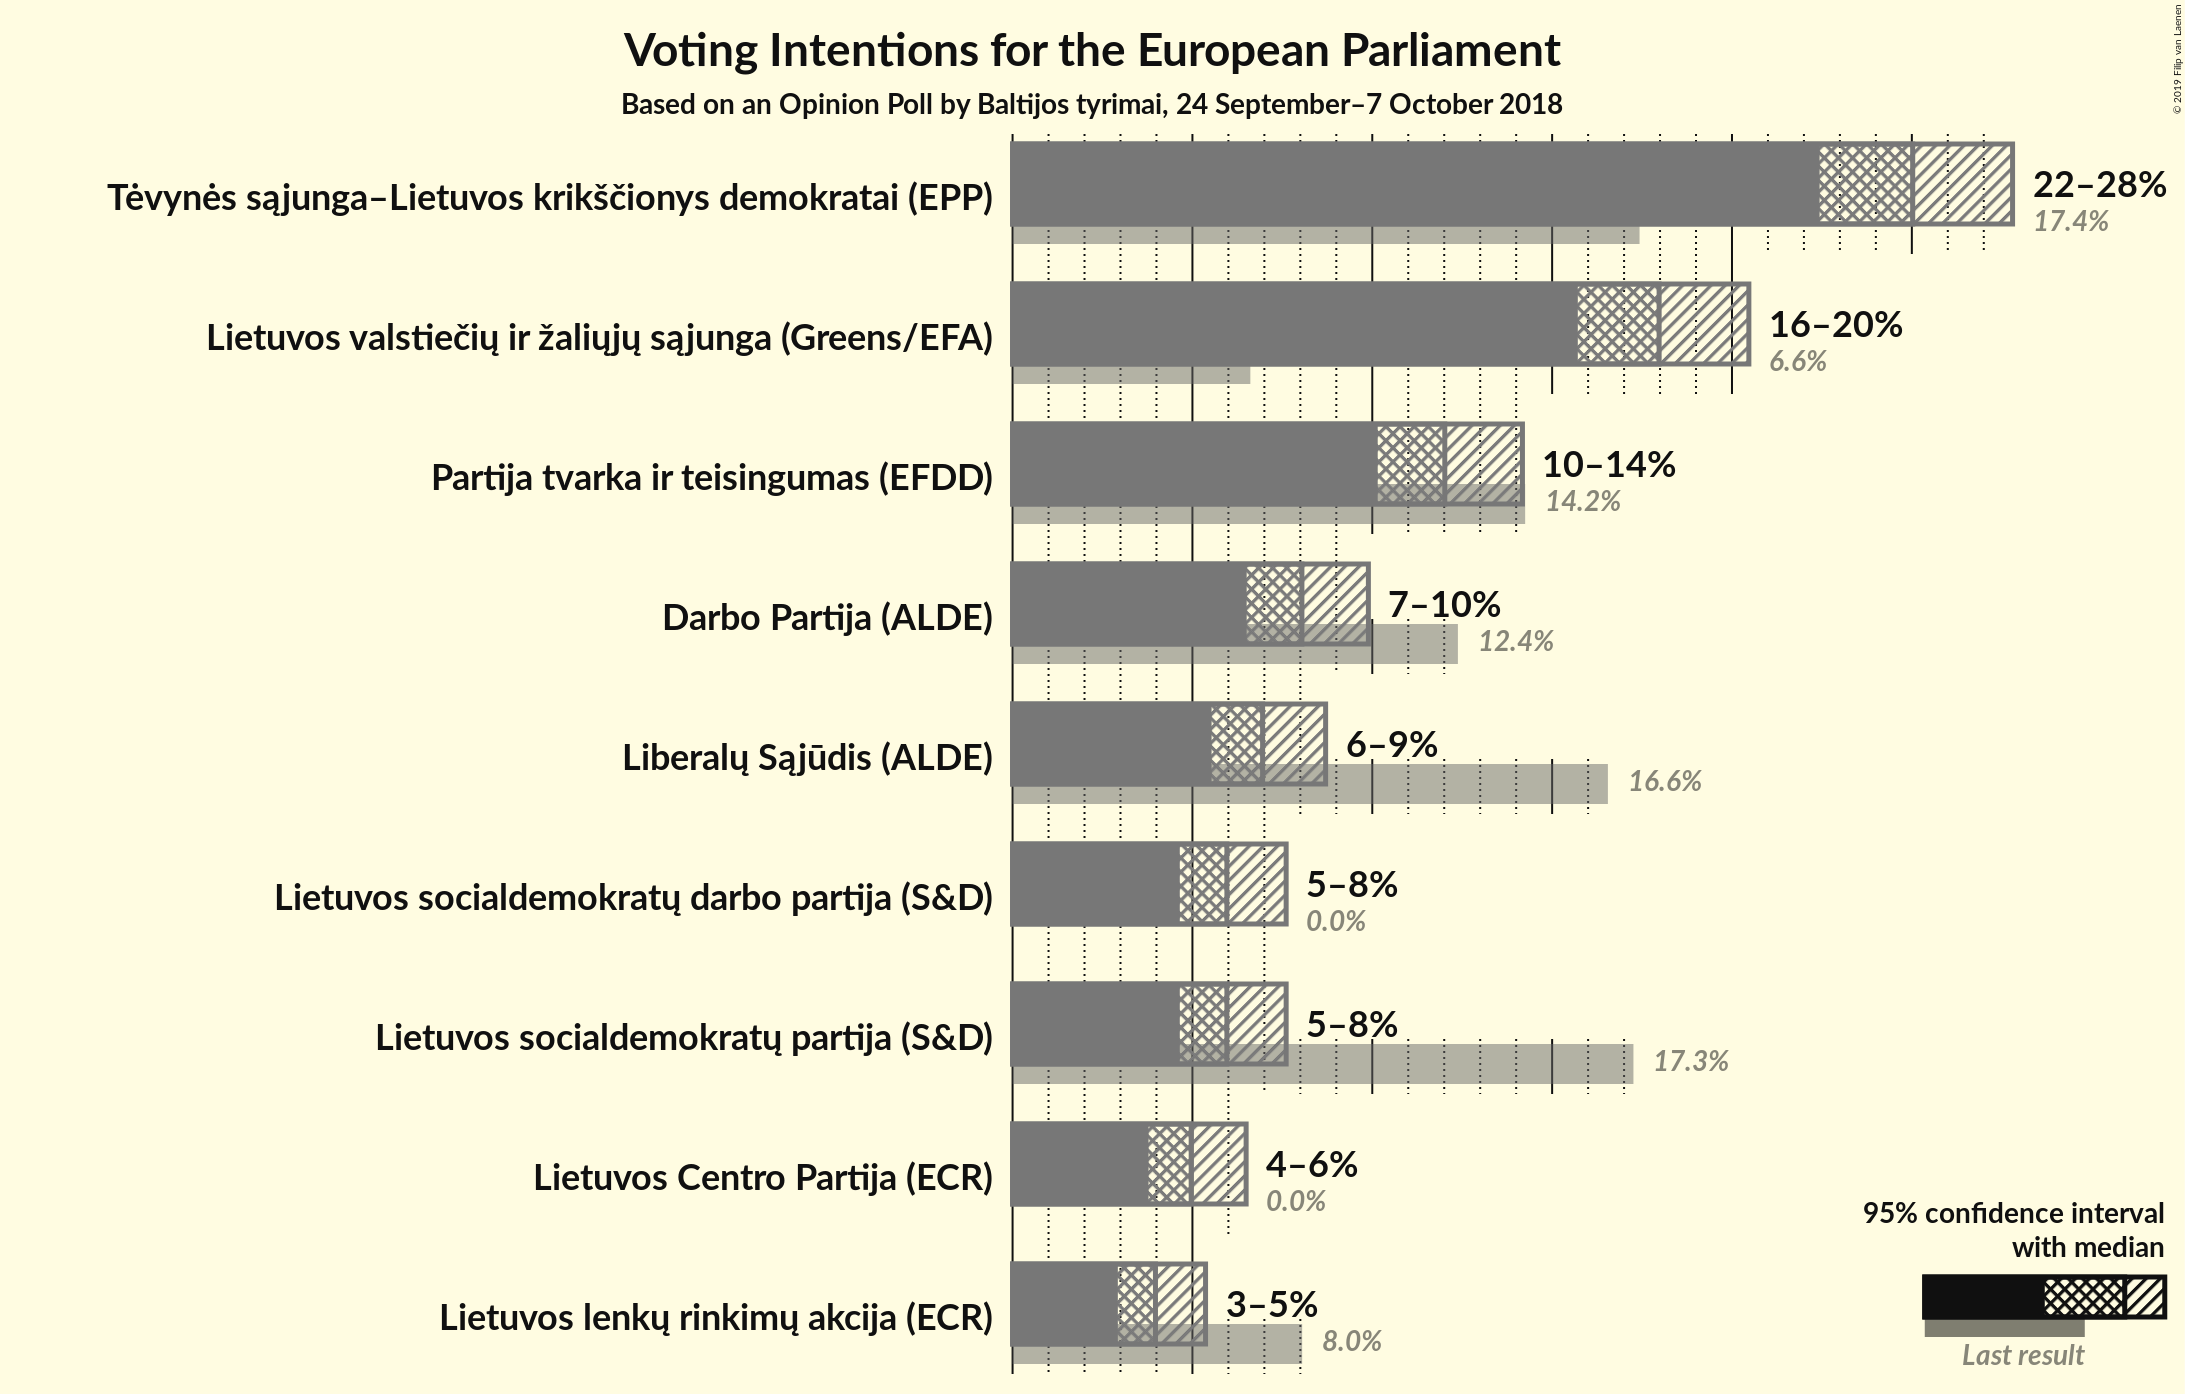 Voting Intentions for the European Parliament
Based on an Opinion Poll by Baltijos tyrimai, 24 September–7 October 2018
© 2019 Filip van Laenen
Tėvynės sąjunga–Lietuvos krikščionys demokratai (EPP)
22–28%
17.4%
Lietuvos valstiečių ir žaliųjų sąjunga (Greens/EFA)
16–20%
6.6%
Partija tvarka ir teisingumas (EFDD)
10–14%
14.2%
Darbo Partija (ALDE)
7–10%
12.4%
Liberalų Sąjūdis (ALDE)
6–9%
16.6%
Lietuvos socialdemokratų darbo partija (S&D)
5–8%
0.0%
Lietuvos socialdemokratų partija (S&D)
5–8%
17.3%
Lietuvos Centro Partija (ECR)
4–6%
0.0%
Lietuvos lenkų rinkimų akcija (ECR)
3–5%
8.0%
95% confidence interval
with median
Last result